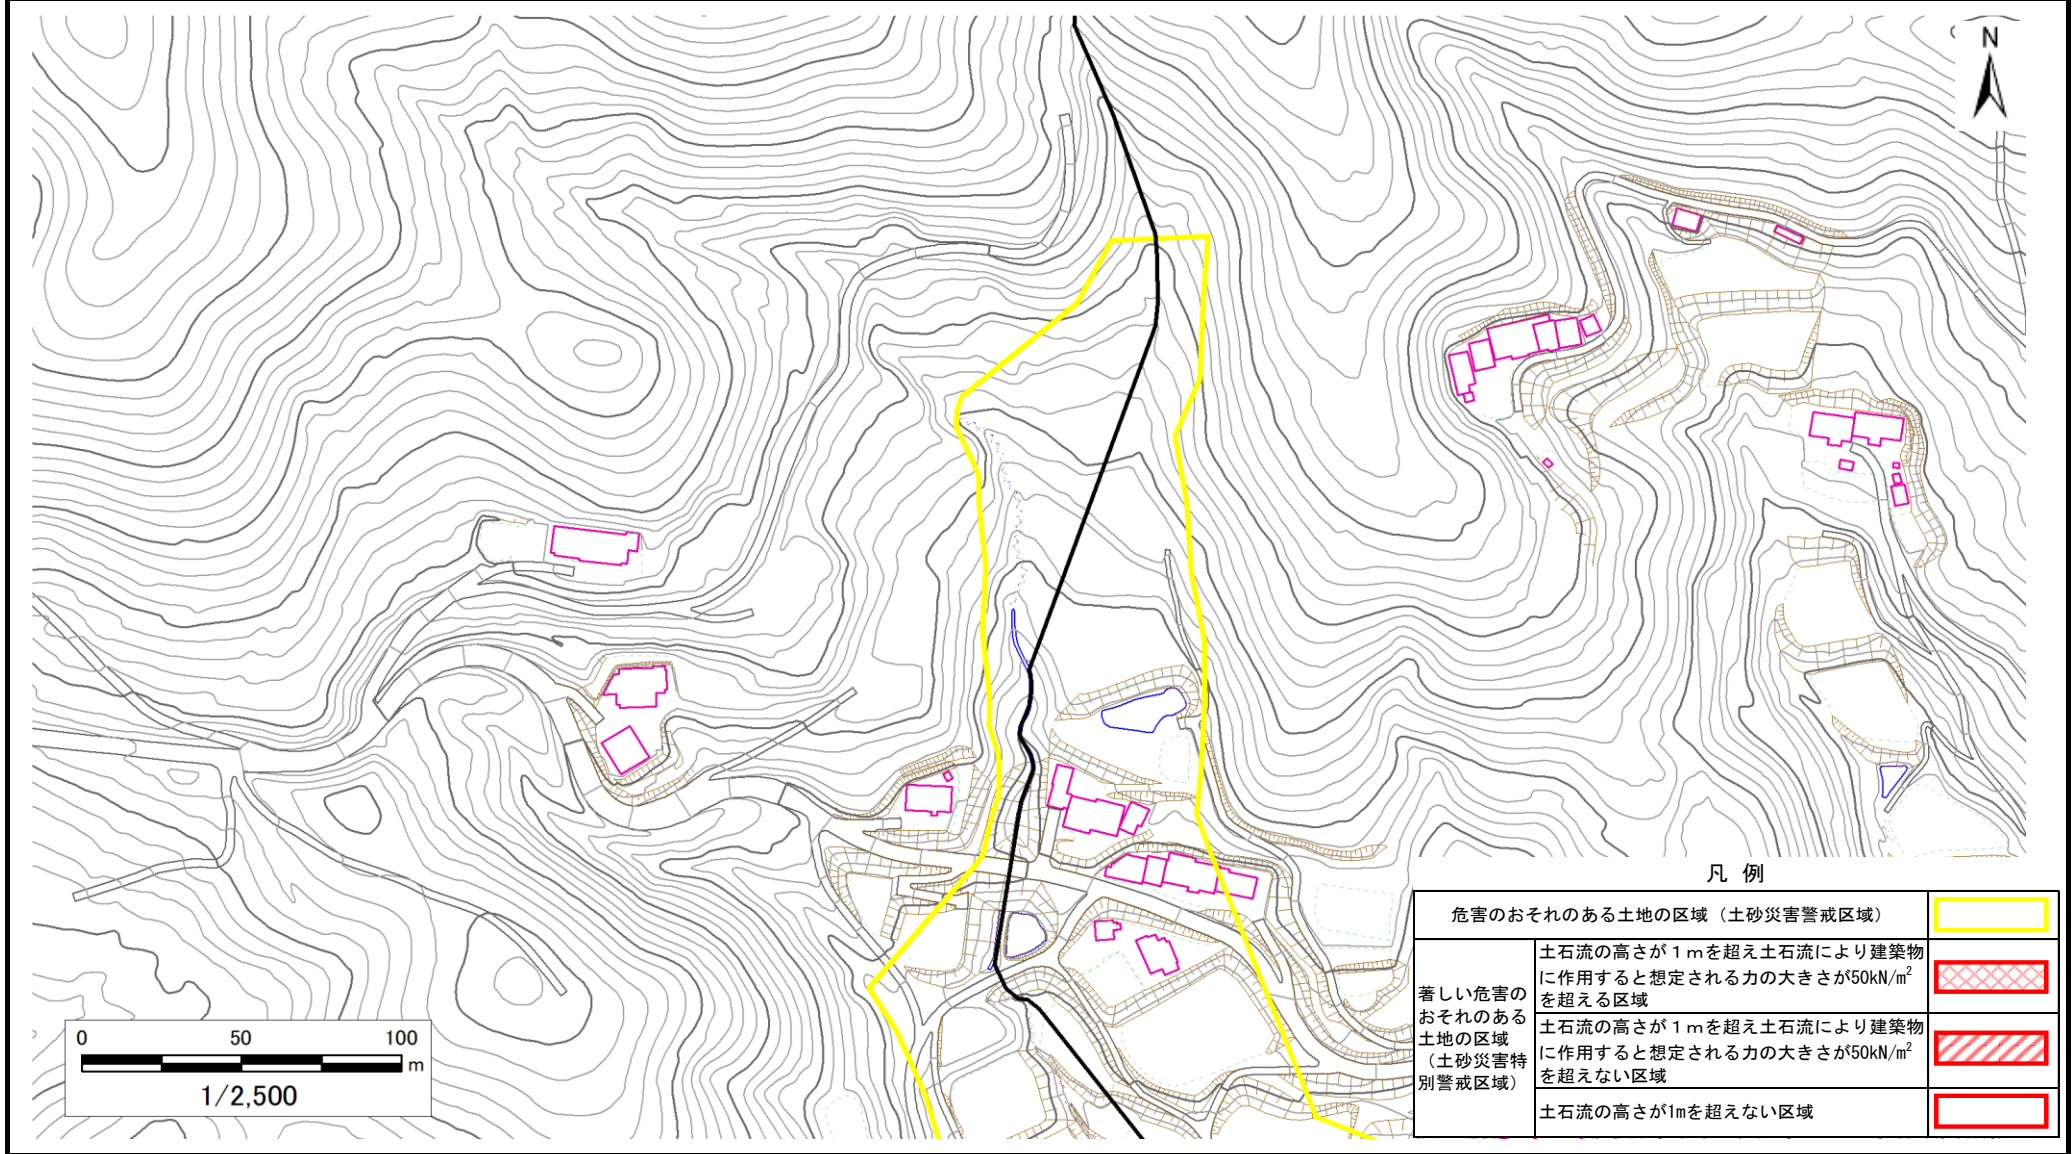 N
凡 例
危害のおそれのある土地の区域（土砂災害警戒区域）
著しい危害の
おそれのある
土地の区域
（土砂災害特
別警戒区域）
土石流の高さが１ｍを超え土石流により建築物
に作用すると想定される力の大きさが50kN/m²
を超える区域
土石流の高さが１ｍを超え土石流により建築物
に作用すると想定される力の大きさが50kN/m²
を超えない区域
土石流の高さが1mを超えない区域
0 50 100
m
1/2,500